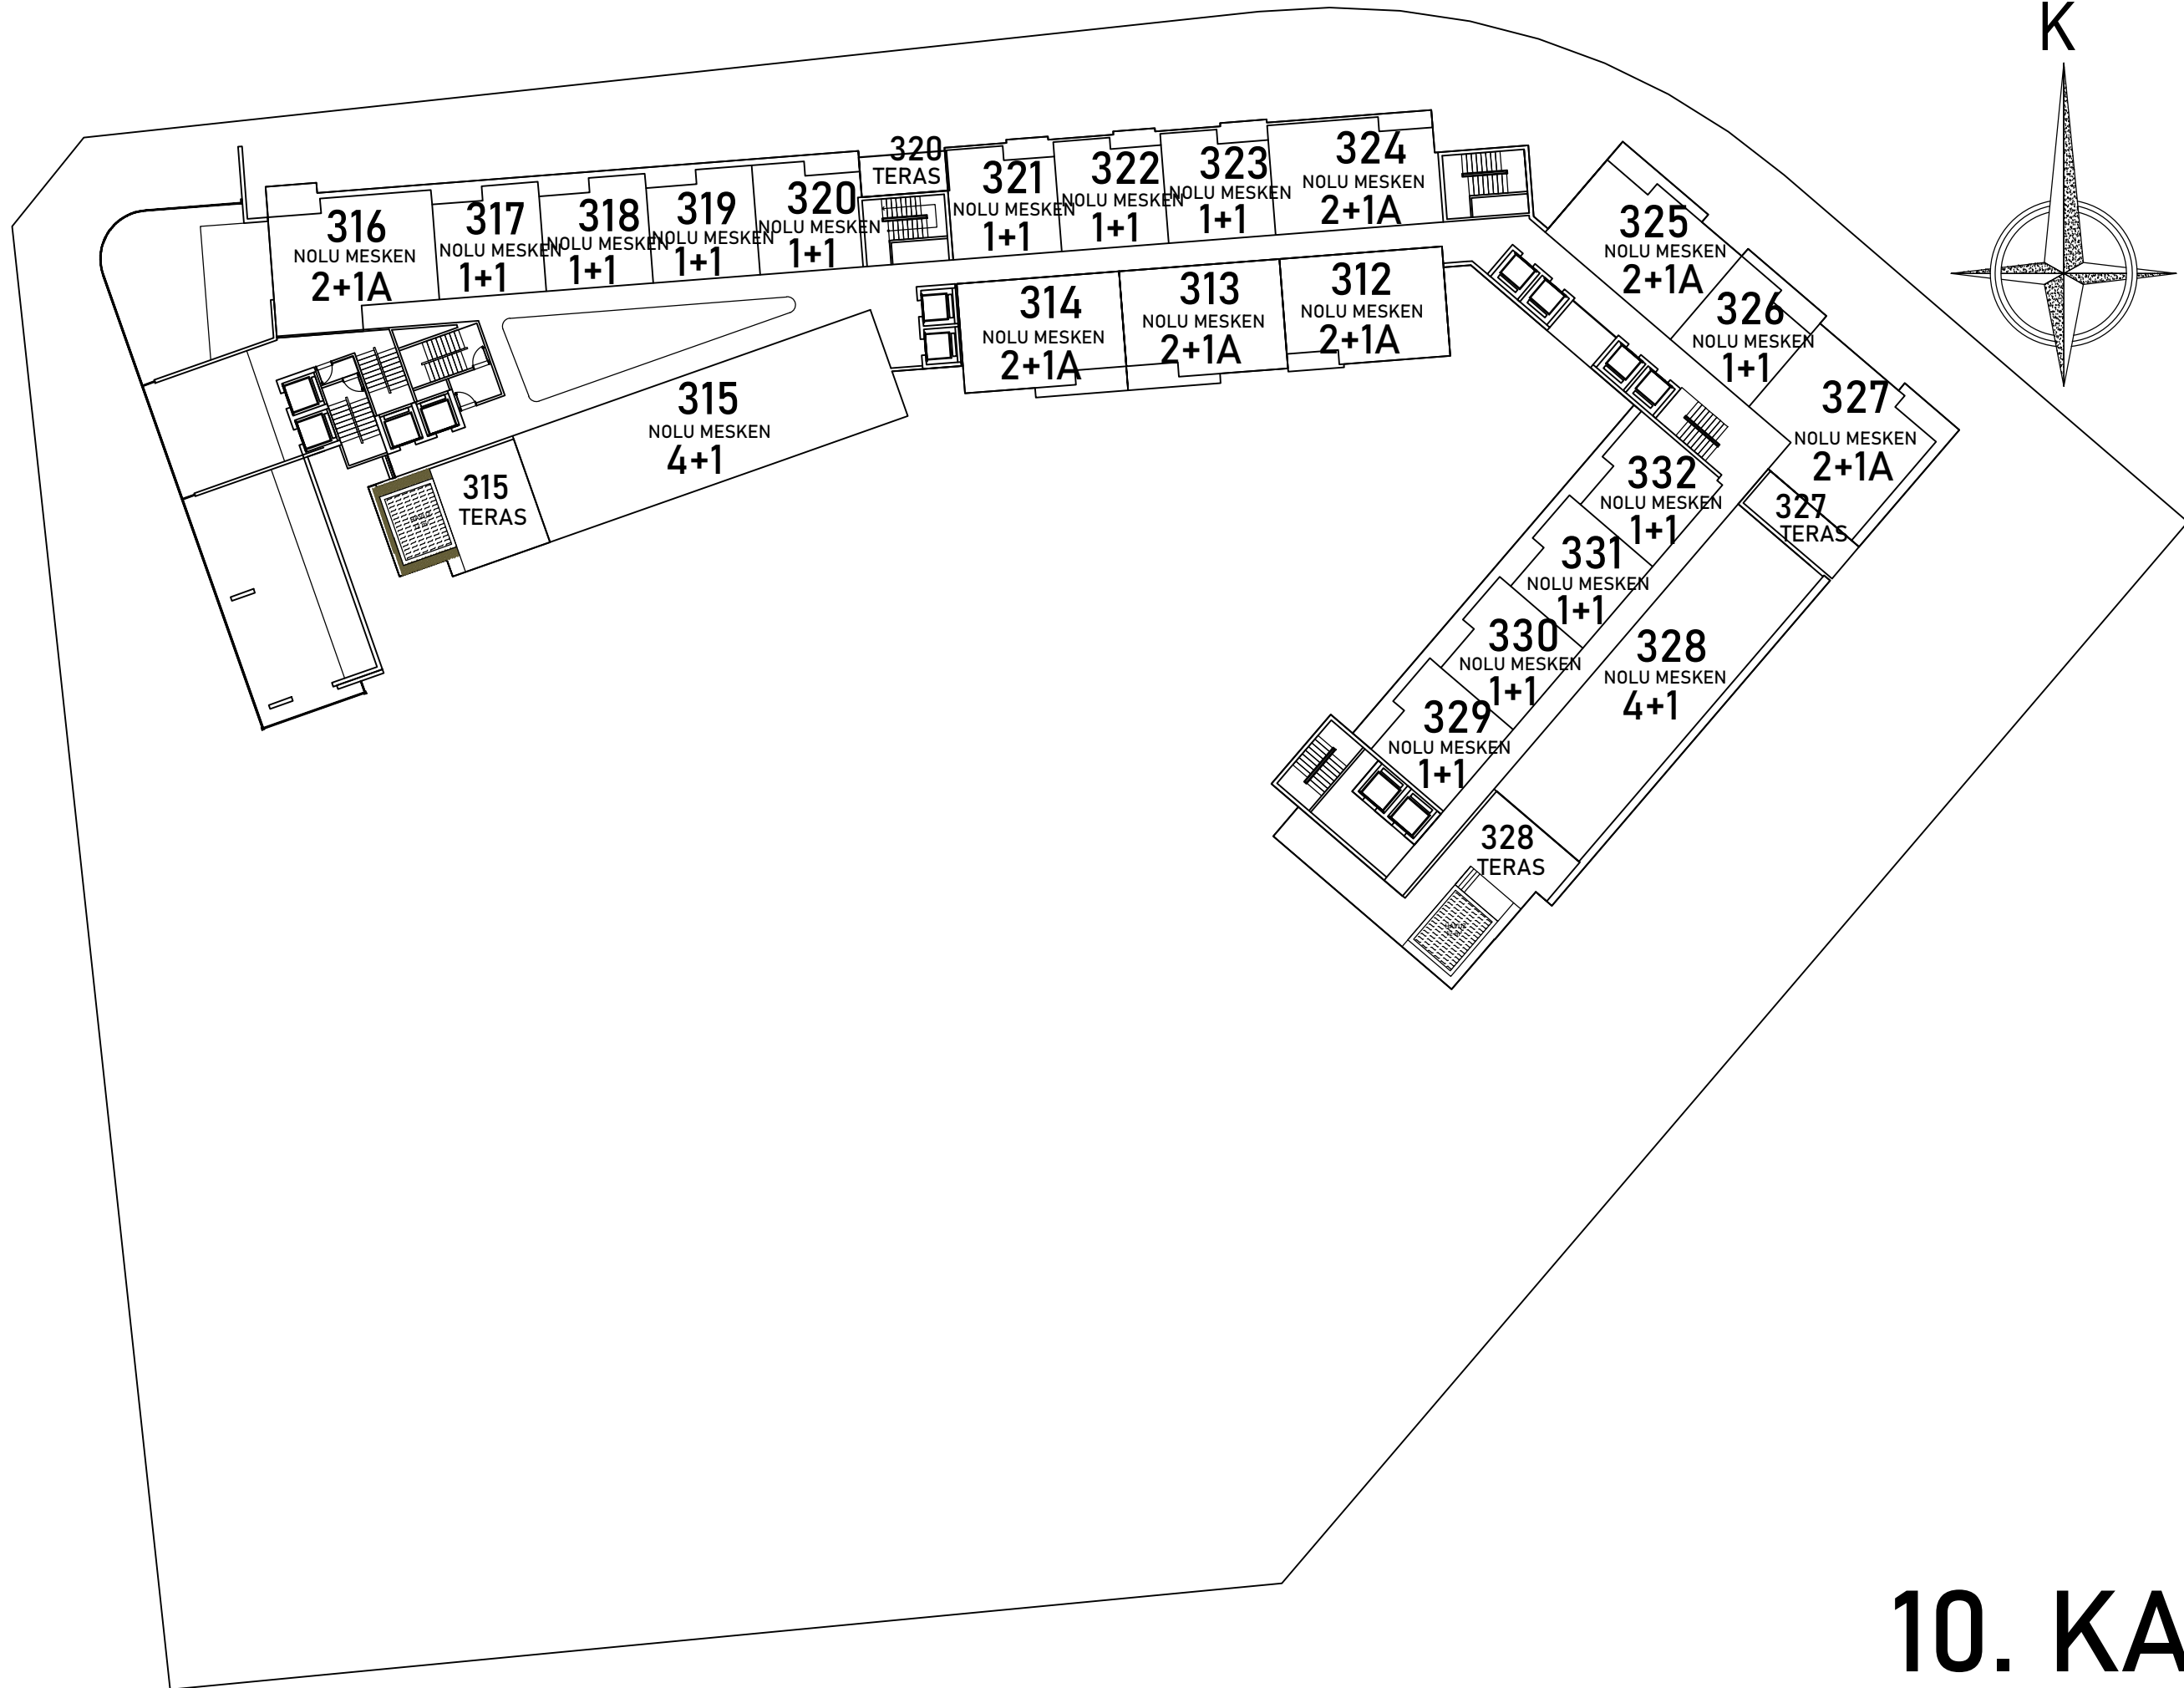 K
316
NOLU MESKEN
2+1A
317
NOLU MESKEN
1+1
318
NOLU MESKEN
1+1
319
NOLU MESKEN
1+1
320
NOLU MESKEN
1+1
320
TERAS
321
NOLU MESKEN
1+1
322
NOLU MESKEN
1+1
323
NOLU MESKEN
1+1
324
NOLU MESKEN
2+1A
325
NOLU MESKEN
2+1A
326
NOLU MESKEN
1+1
327
NOLU MESKEN
2+1A
327
TERAS
314
NOLU MESKEN
2+1A
313
NOLU MESKEN
2+1A
312
NOLU MESKEN
2+1A
315
NOLU MESKEN
4+1
315
TERAS
332
NOLU MESKEN
1+1
331
NOLU MESKEN
1+1
330
NOLU MESKEN
1+1
329
NOLU MESKEN
1+1
328
NOLU MESKEN
4+1
328
TERAS
10. KA